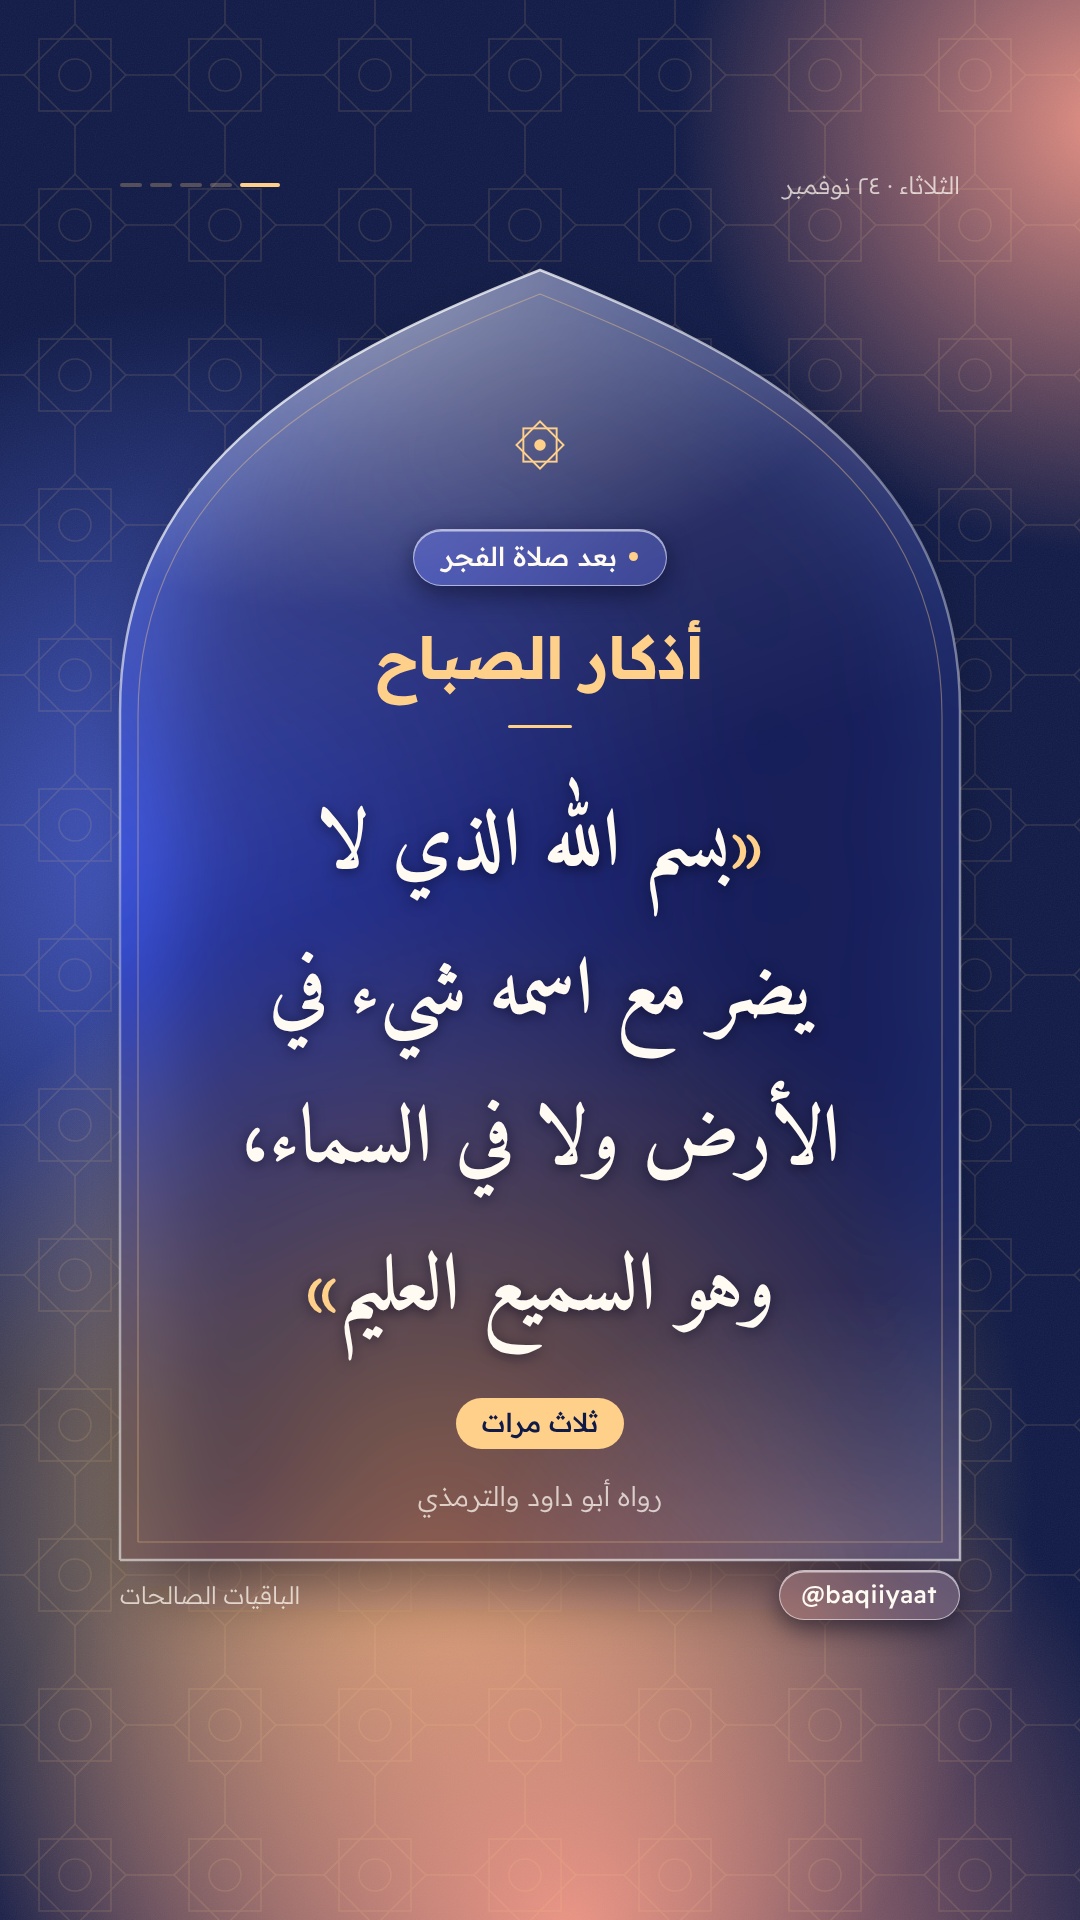 الثلاثاء · ٢٤ نوفمبر
بعد صلاة الفجر
أذكار الصباح
«بسم الله الذي لا
يضر مع اسمه شيء في
الأرض ولا في السماء،
وهو السميع العليم»
ثلاث مرات
رواه أبو داود والترمذي
@baqiiyaat
الباقيات الصالحات